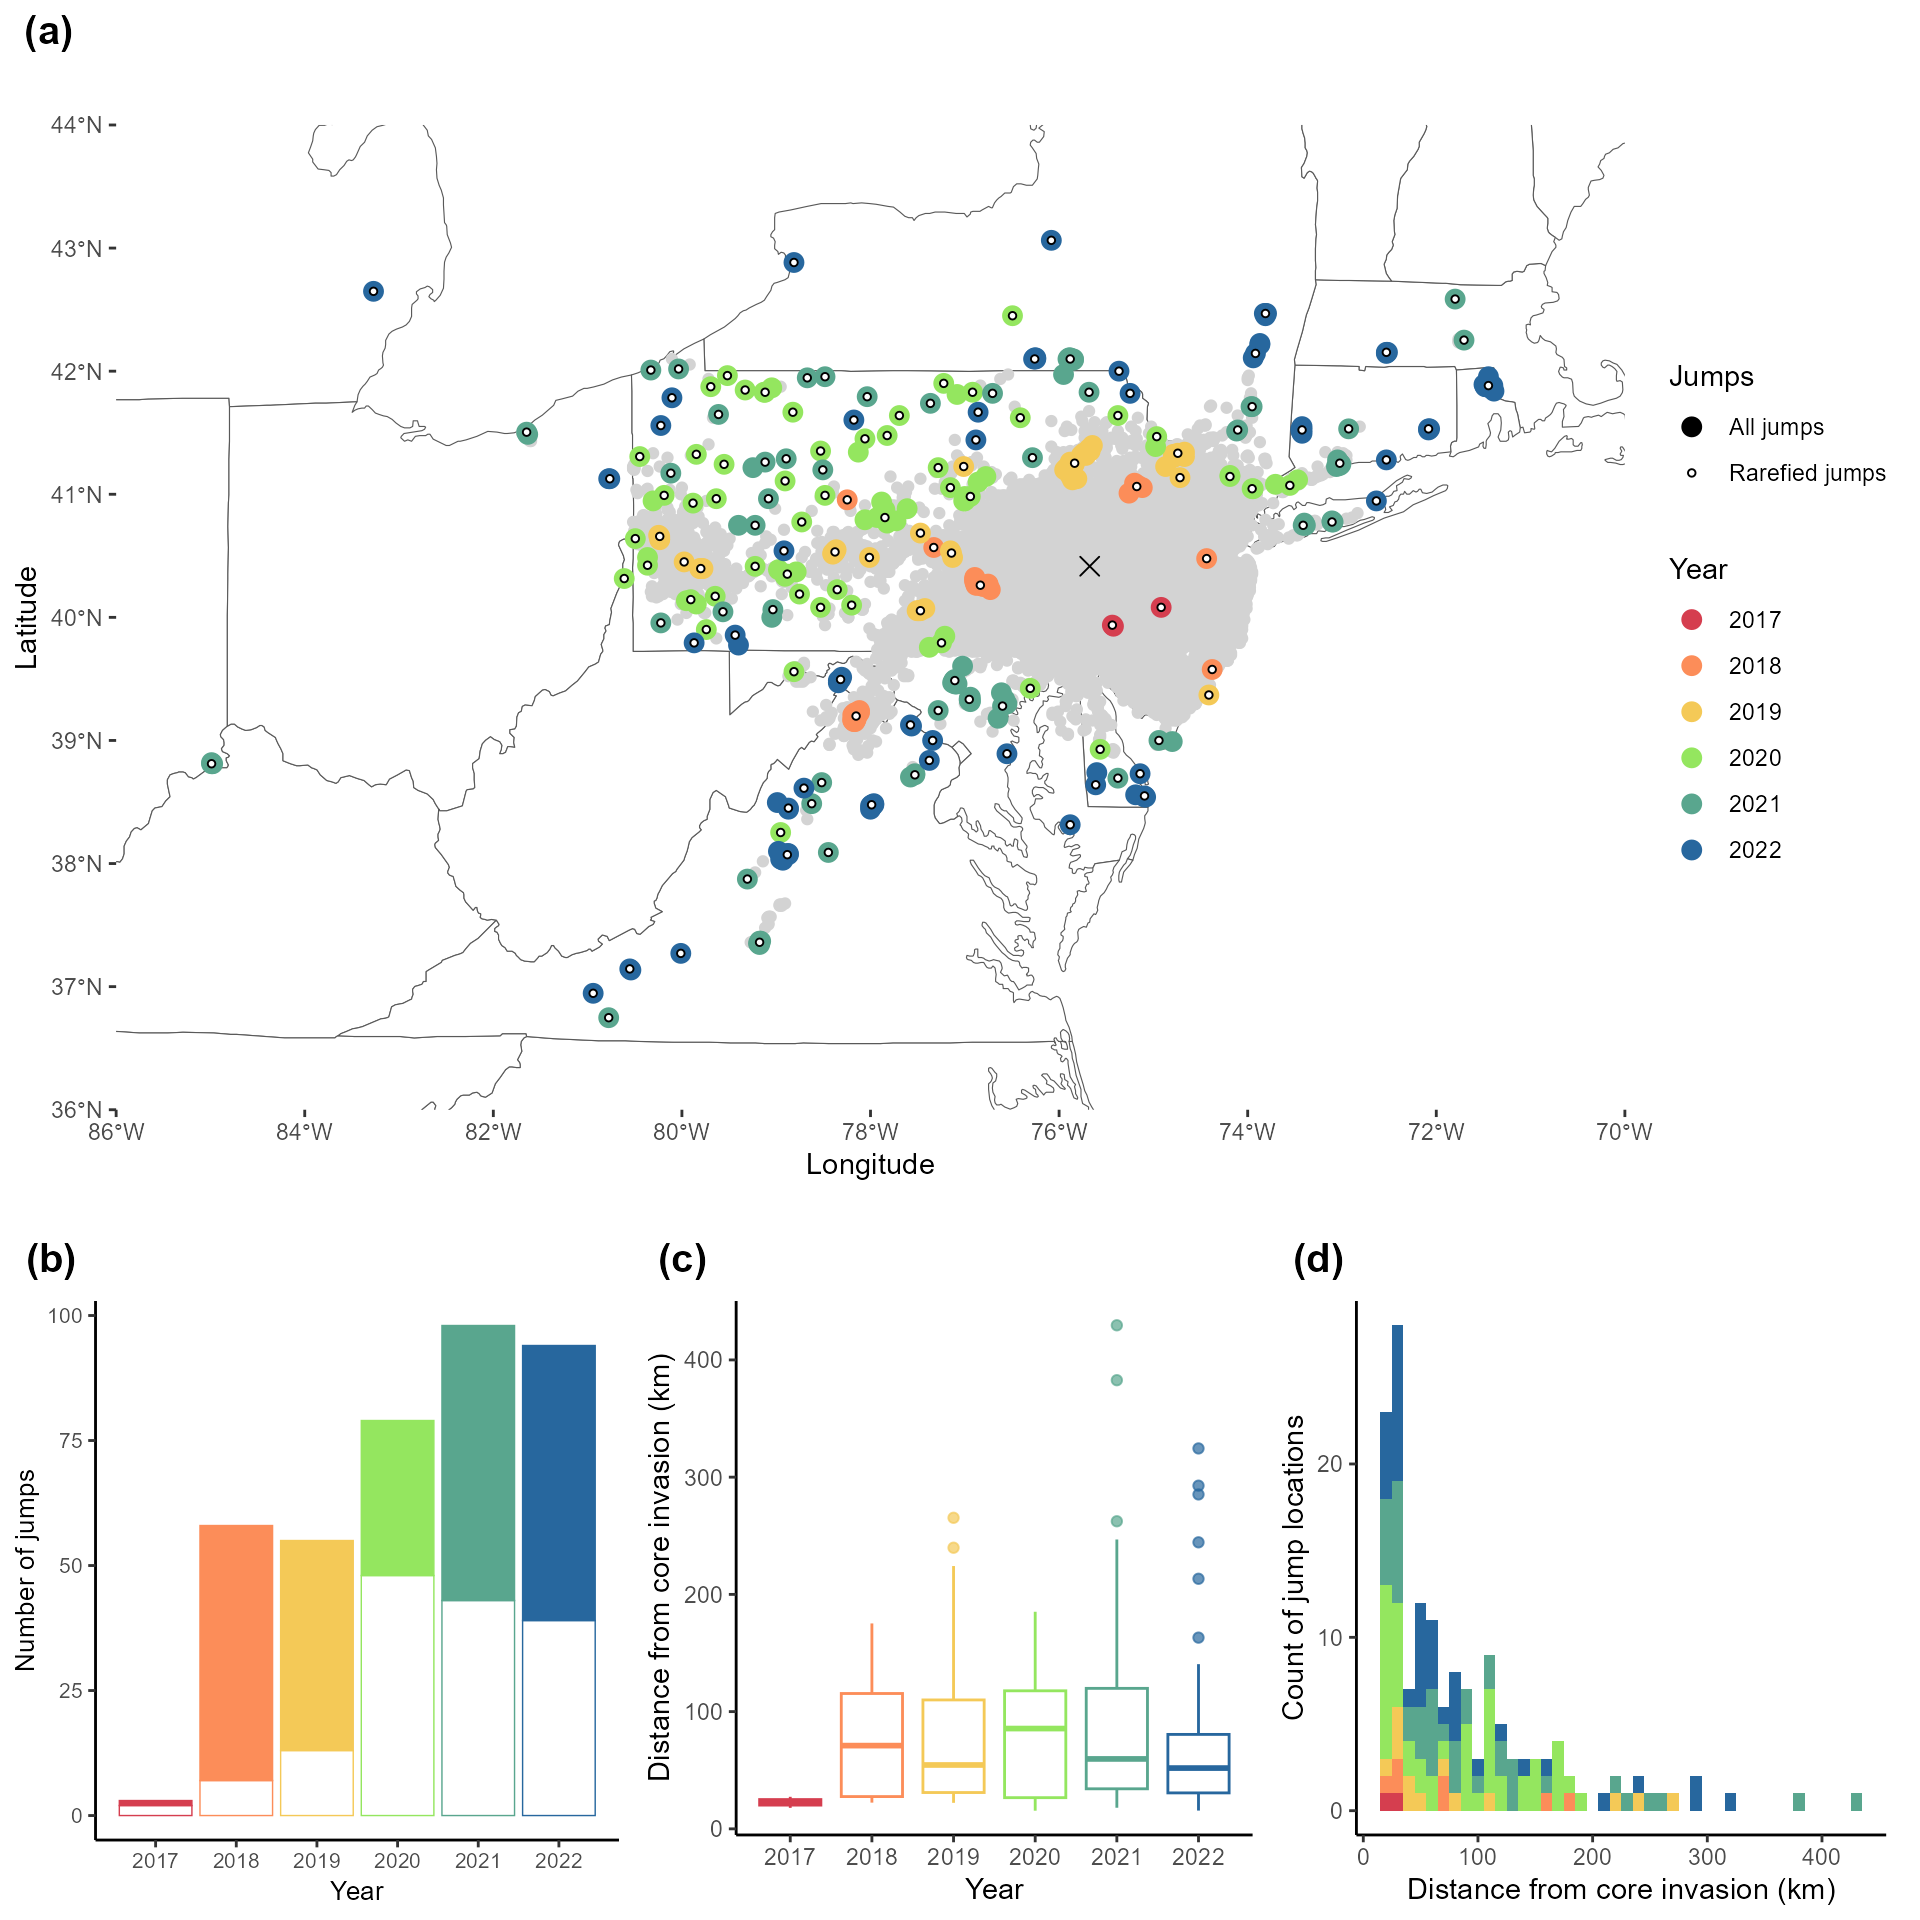 (a)
44°N
43°N
42°N
41°N
40°N
39°N
38°N
37°N
36°N
Latitude
86°W 84°W 82°W 80°W 78°W 76°W 74°W 72°W 70°W
Longitude
Jumps
All jumps
Rarefied jumps
Year
2017
2018
2019
2020
2021
2022
(b)
100
75
50
25
0
Number of jumps
2017 2018 2019 2020 2021 2022
Year
(c)
400
300
200
100
0
Distance from core invasion (km)
2017 2018 2019 2020 2021 2022
Year
(d)
20
10
0
Count of jump locations
0 100 200 300 400
Distance from core invasion (km)